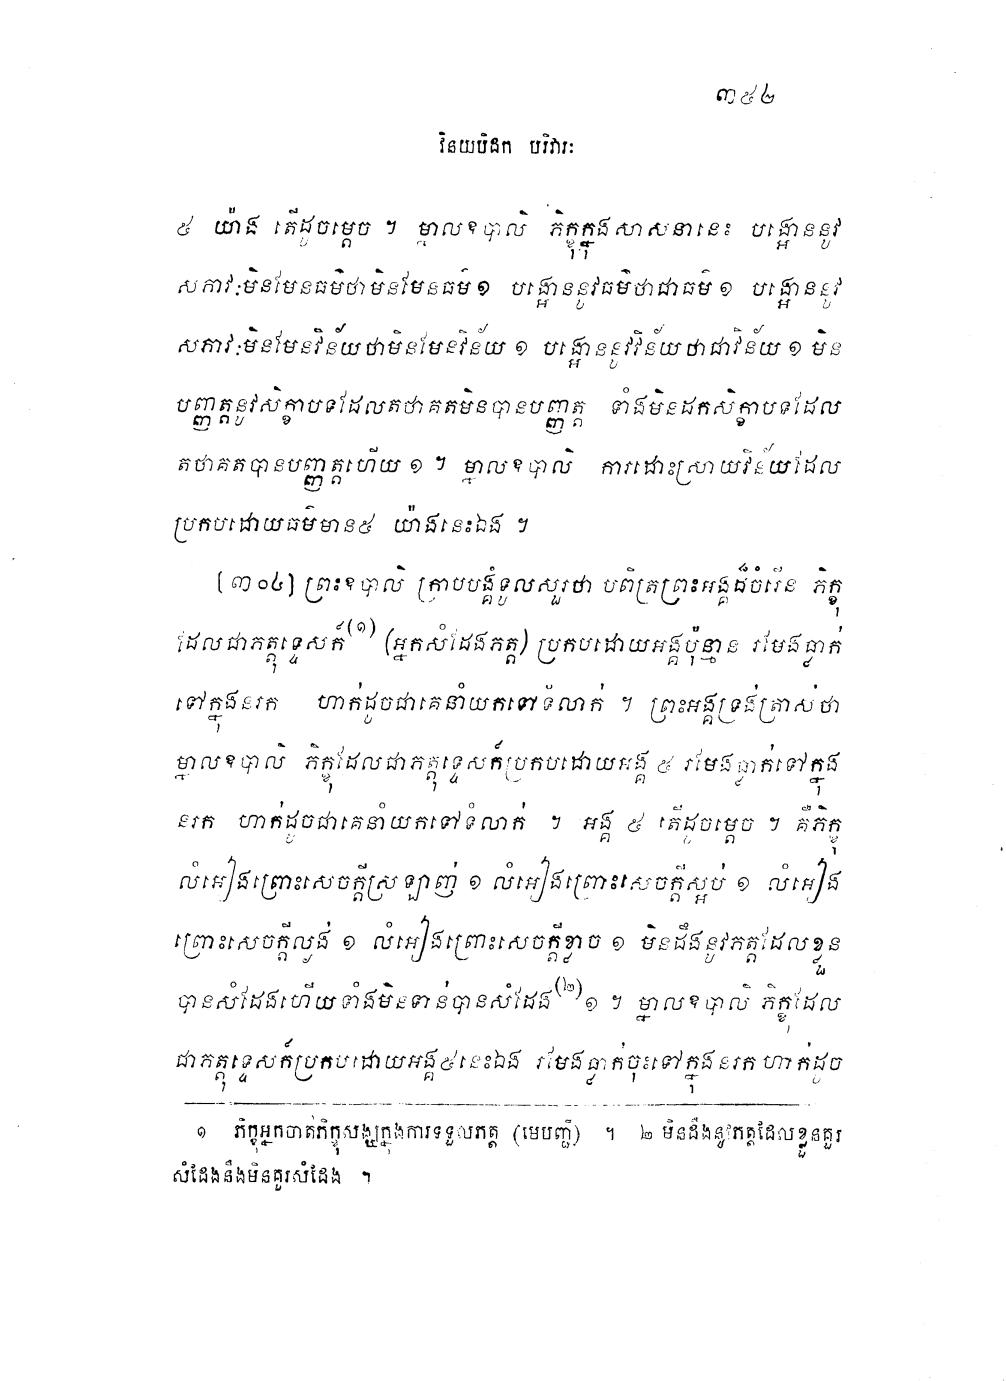 ៣៥៤
វិនយបិដក បរិវារៈ
៥ យ៉ាង តើដូចម្តេច ។ ម្នាលឧបាលិ ភិក្ខុក្នុងសាសនានេះ បង្អោននូវ
សភាវៈមិនមែនធម៌ថាមិនមែនធម៌ ១ បង្អោននូវធម៌ថាជាធម៌ ១ បង្អោននូវ
សភាវៈមិនមែនវិន័យថាមិនមែនវិន័យ ១ បង្អោននូវវិន័យថាជាវិន័យ ១ មិន
បញ្ញត្តនូវសិក្ខាបទដែលតថាគតមិនបានបញ្ញត្ត ទាំងមិនដកសិក្ខាបទដែល
តថាគតបានបញ្ញត្តហើយ ១ ។ ម្នាលឧបាលិ ការដោះស្រាយវិន័យដែល
ប្រកបដោយធម៌មាន៥ យ៉ាងនេះឯង ។
[៣០៤] ព្រះឧបាលិ ក្រាបបង្គំទូលសួរថា បពិត្រព្រះអង្គដ៏ចំរើន ភិក្ខុ
ដែលជាភត្តុទ្ទេសក៍(១) (អ្នកសំដែងភត្ត) ប្រកបដោយអង្គប៉ុន្មាន រមែងធ្លាក់
ទៅក្នុងនរក ហាក់ដូចជាគេនាំយកទៅទំលាក់ ។ ព្រះអង្គទ្រង់ត្រាស់ថា
ម្នាលឧបាលិ ភិក្ខុដែលជាភត្តុទ្ទេសក៍ប្រកបដោយអង្គ ៥ រមែងធ្លាក់ទៅក្នុង
នរក ហាក់ដូចជាគេនាំយកទៅទំលាក់ ។ អង្គ ៥ តើដូចម្តេច ។ គឺភិក្ខុ
លំអៀងព្រោះសេចក្តីស្រឡាញ់ ១ លំអៀងព្រោះសេចក្តីស្អប់ ១ លំអៀង
ព្រោះសេចក្តីល្ងង់ ១ លំអៀងព្រោះសេចក្តីខ្លាច ១ មិនដឹងនូវភត្តដែលខ្លួន
បានសំដែងហើយទាំងមិនទាន់បានសំដែង(២)១ ។ ម្នាលឧបាលិ ភិក្ខុដែល
ជាភត្តុទ្ទេសក៍ប្រកបដោយអង្គ៥នេះឯង រមែងធ្លាក់ចុះទៅក្នុងនរក ហាក់ដូច
១ ភិក្ខុអ្នកចាត់ភិក្ខុសង្ឃក្នុងការទទួលភត្ត (មេបញ្ជី) ។ ២ មិនដឹងនូវភត្តដែលខ្លួនគួរ
សំដែងនឹងមិនគួរសំដែង ។